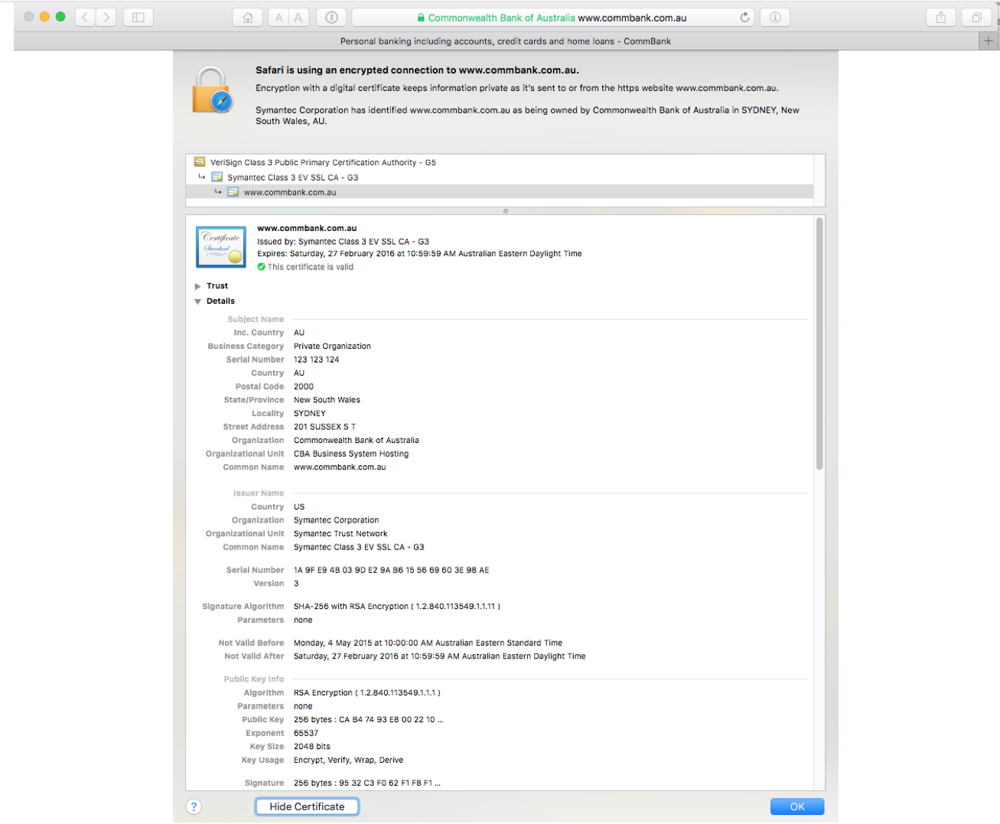 A A
Commonwealth Bank of Australia www.commbank.com.au
Personal banking including accounts, credit cards and home loans - CommBank
+
Safari is using an encrypted connection to www.commbank.com.au.
Encryption with a digital certificate keeps information private as it's sent to or from the https website www.commbank.com.au.
Symantec Corporation has identified www.commbank.com.au as being owned by Commonwealth Bank of Australia in SYDNEY, New
South Wales, AU.
VeriSign Class 3 Public Primary Certification Authority - G5
Symantec Class 3 EV SSL CA - G3
www.commbank.com.au
Certificate
Standard
www.commbank.com.au
Issued by: Symantec Class 3 EV SSL CA - G3
Expires: Saturday, 27 February 2016 at 10:59:59 AM Australian Eastern Daylight Time
This certificate is valid
Trust
Details
Subject Name
Inc. Country AU
Business Category Private Organization
Serial Number 123 123 124
Country AU
Postal Code 2000
State/Province New South Wales
Locality SYDNEY
Street Address 201 SUSSEX S T
Organization Commonwealth Bank of Australia
Organizational Unit CBA Business System Hosting
Common Name www.commbank.com.au
Issuer Name
Country US
Organization Symantec Corporation
Organizational Unit Symantec Trust Network
Common Name Symantec Class 3 EV SSL CA - G3
Serial Number 1A 9F E9 4B 03 9D E2 9A B6 15 56 69 60 3E 98 AE
Version 3
Signature Algorithm SHA-256 with RSA Encryption ( 1.2.840.113549.1.1.11 )
Parameters none
Not Valid Before Monday, 4 May 2015 at 10:00:00 AM Australian Eastern Standard Time
Not Valid After Saturday, 27 February 2016 at 10:59:59 AM Australian Eastern Daylight Time
Public Key Info
Algorithm RSA Encryption ( 1.2.840.113549.1.1.1 )
Parameters none
Public Key 256 bytes : CA B4 74 93 E8 00 22 10 ...
Exponent 65537
Key Size 2048 bits
Key Usage Encrypt, Verify, Wrap, Derive
Signature 256 bytes : 95 32 C3 F0 62 F1 F8 F1 ...
? Hide Certificate OK